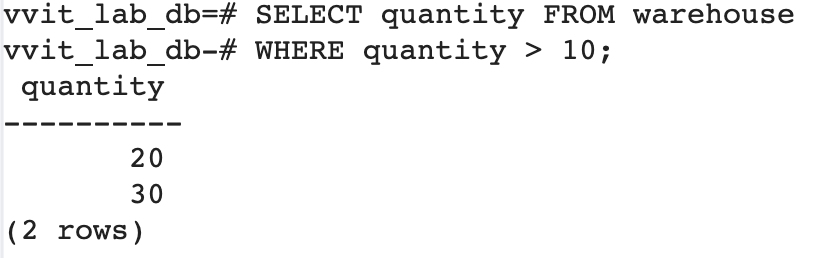 vvit_lab_db=# SELECT quantity FROM warehouse
vvit_lab_db-# WHERE quantity > 10;
 quantity
----------
       20
       30
(2 rows)